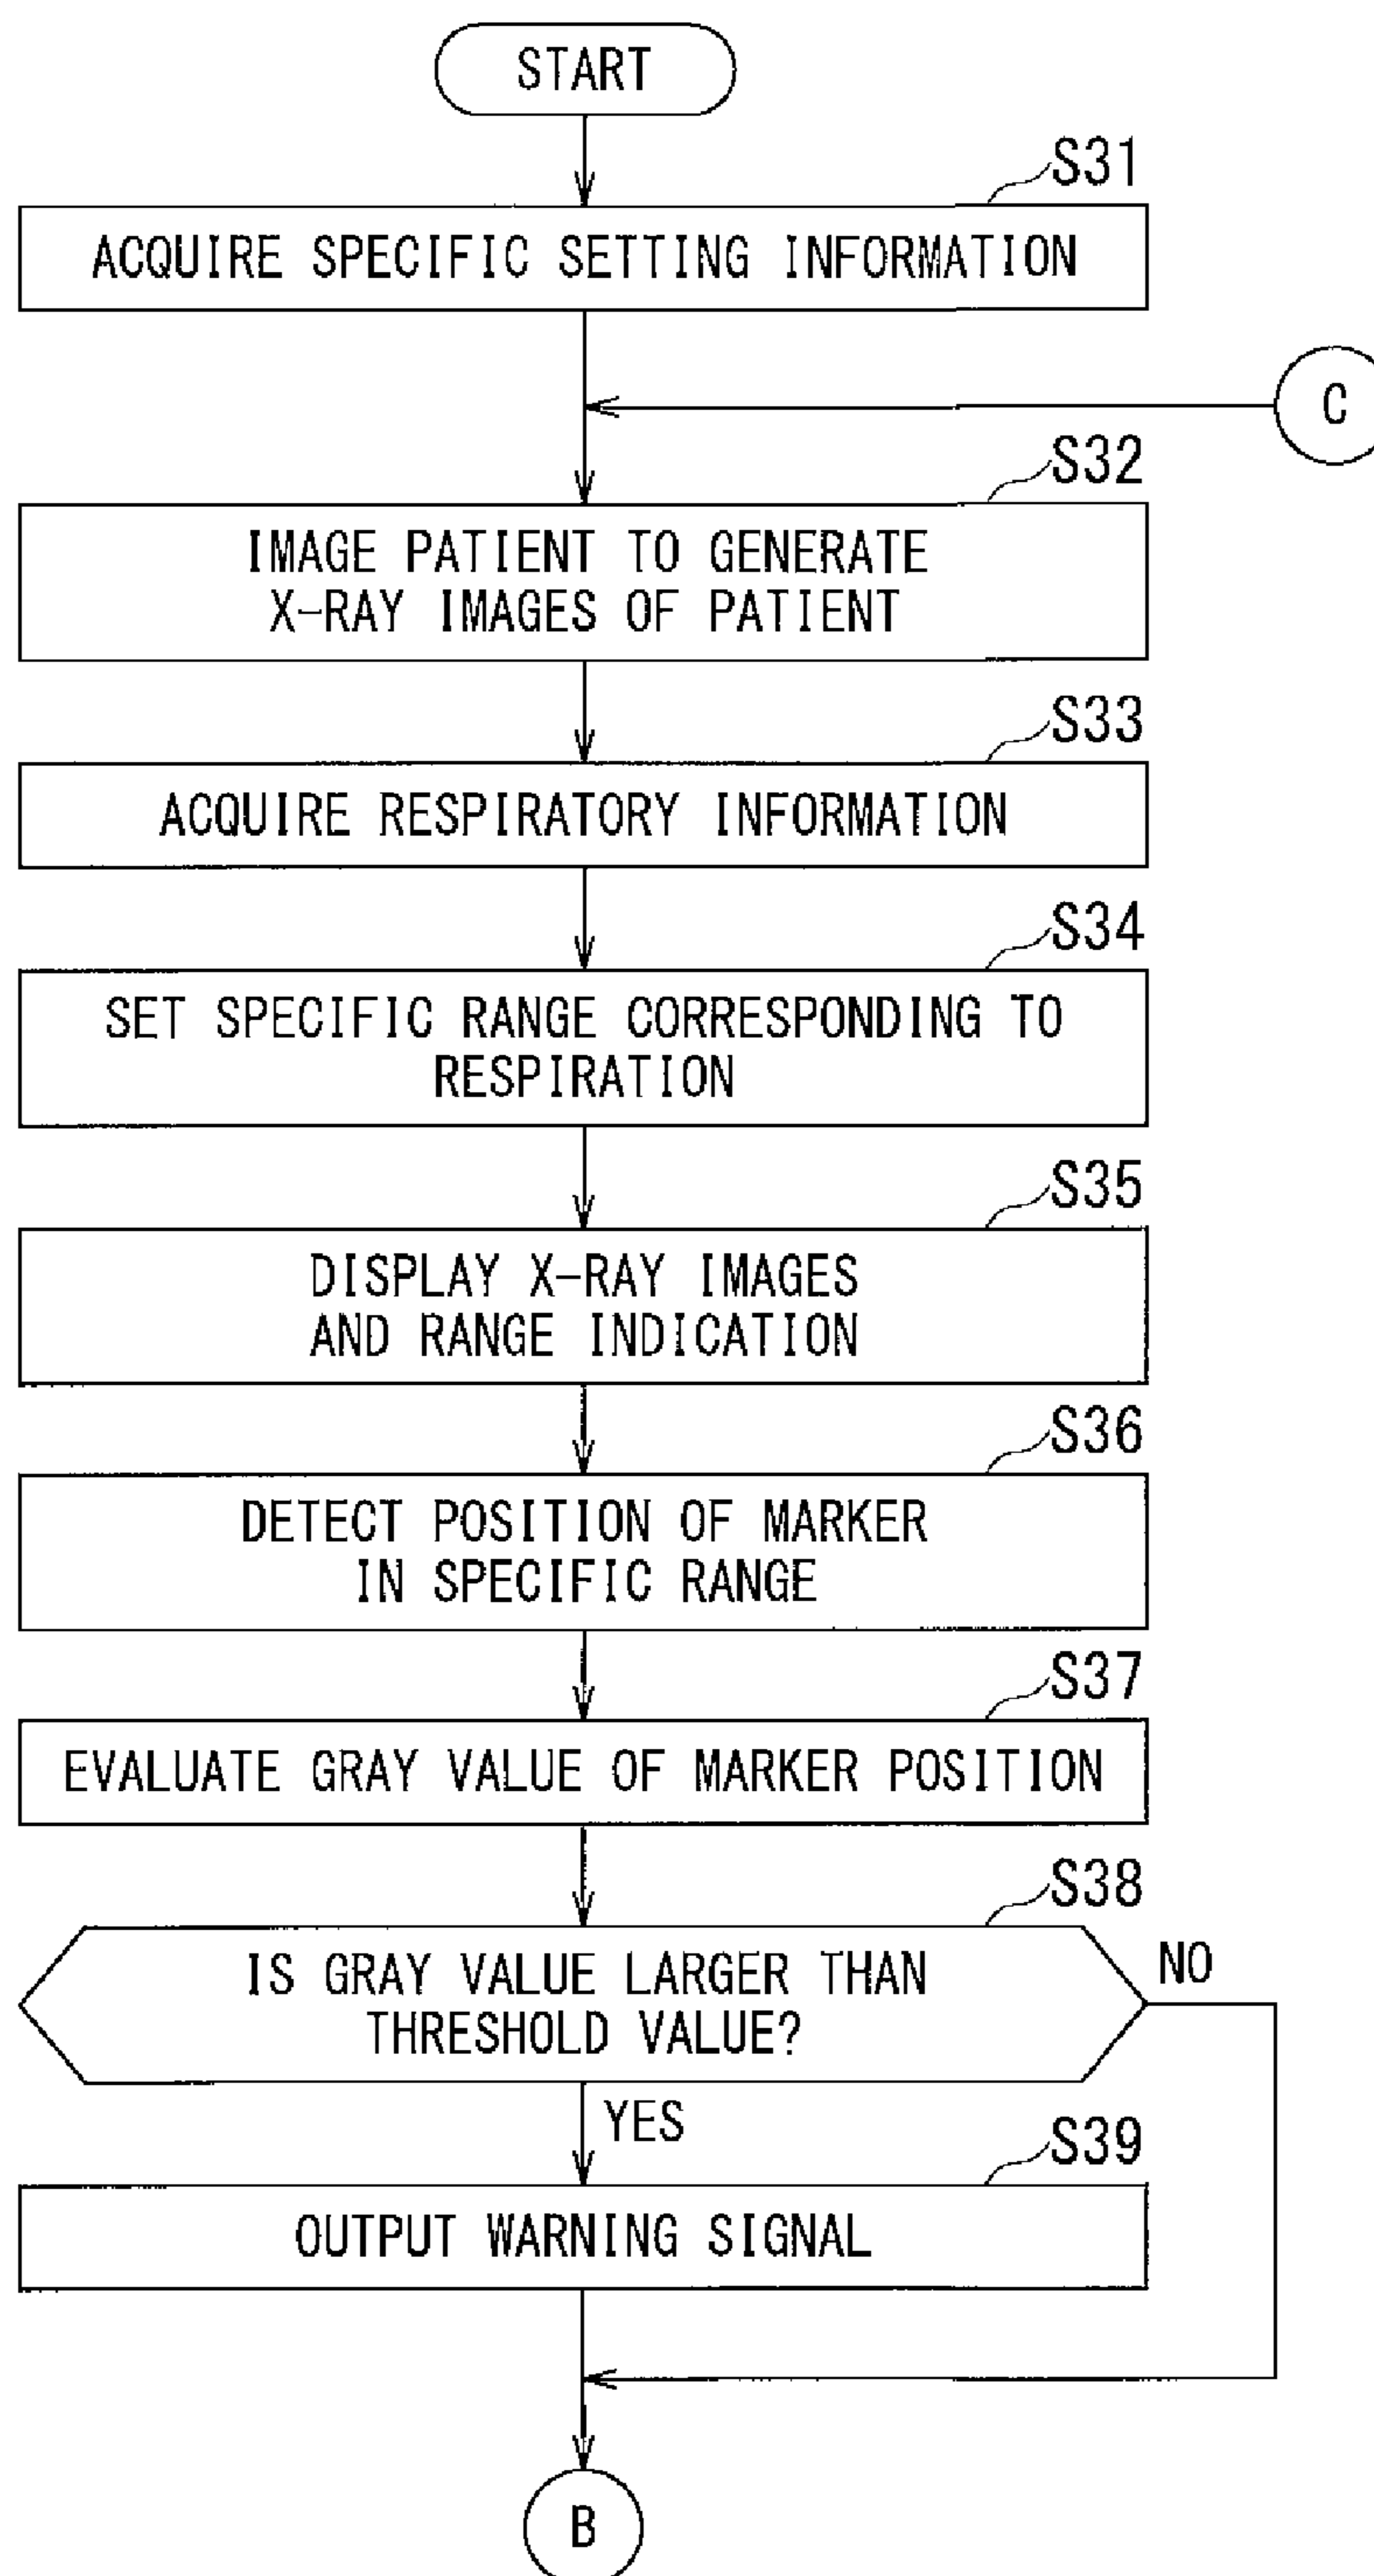 START
S31
ACQUIRE SPECIFIC SETTING INFORMATION
C
S32
IMAGE PATIENT TO GENERATE
X-RAY IMAGES OF PATIENT
S33
ACQUIRE RESPIRATORY INFORMATION
S34
SET SPECIFIC RANGE CORRESPONDING TO
RESPIRATION
S35
DISPLAY X-RAY IMAGES
AND RANGE INDICATION
S36
DETECT POSITION OF MARKER
IN SPECIFIC RANGE
S37
EVALUATE GRAY VALUE OF MARKER POSITION
S38
IS GRAY VALUE LARGER THAN
THRESHOLD VALUE?
NO
YES
S39
OUTPUT WARNING SIGNAL
B